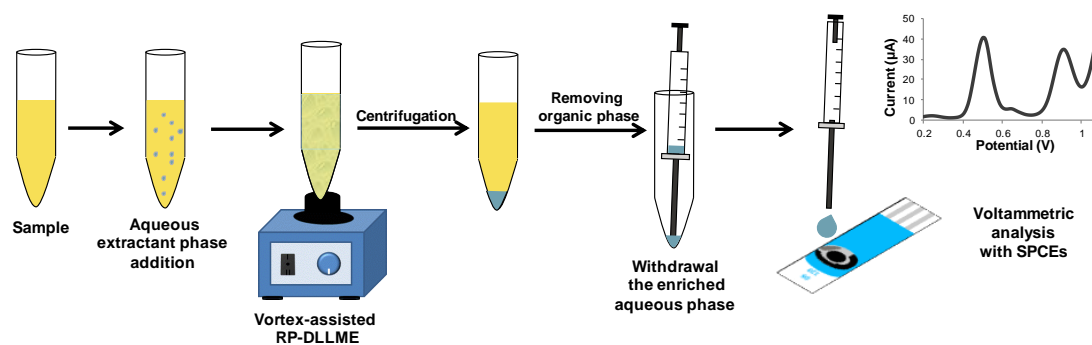 Sample
Aqueous
extractant phase
addition
Vortex-assisted
RP-DLLME
Centrifugation
Removing
organic phase
Withdrawal
the enriched
aqueous phase
Voltammetric
analysis
with SPCEs
Current (µA)
50
40
30
20
10
0
0.2 0.4 0.6 0.8 1
Potential (V)